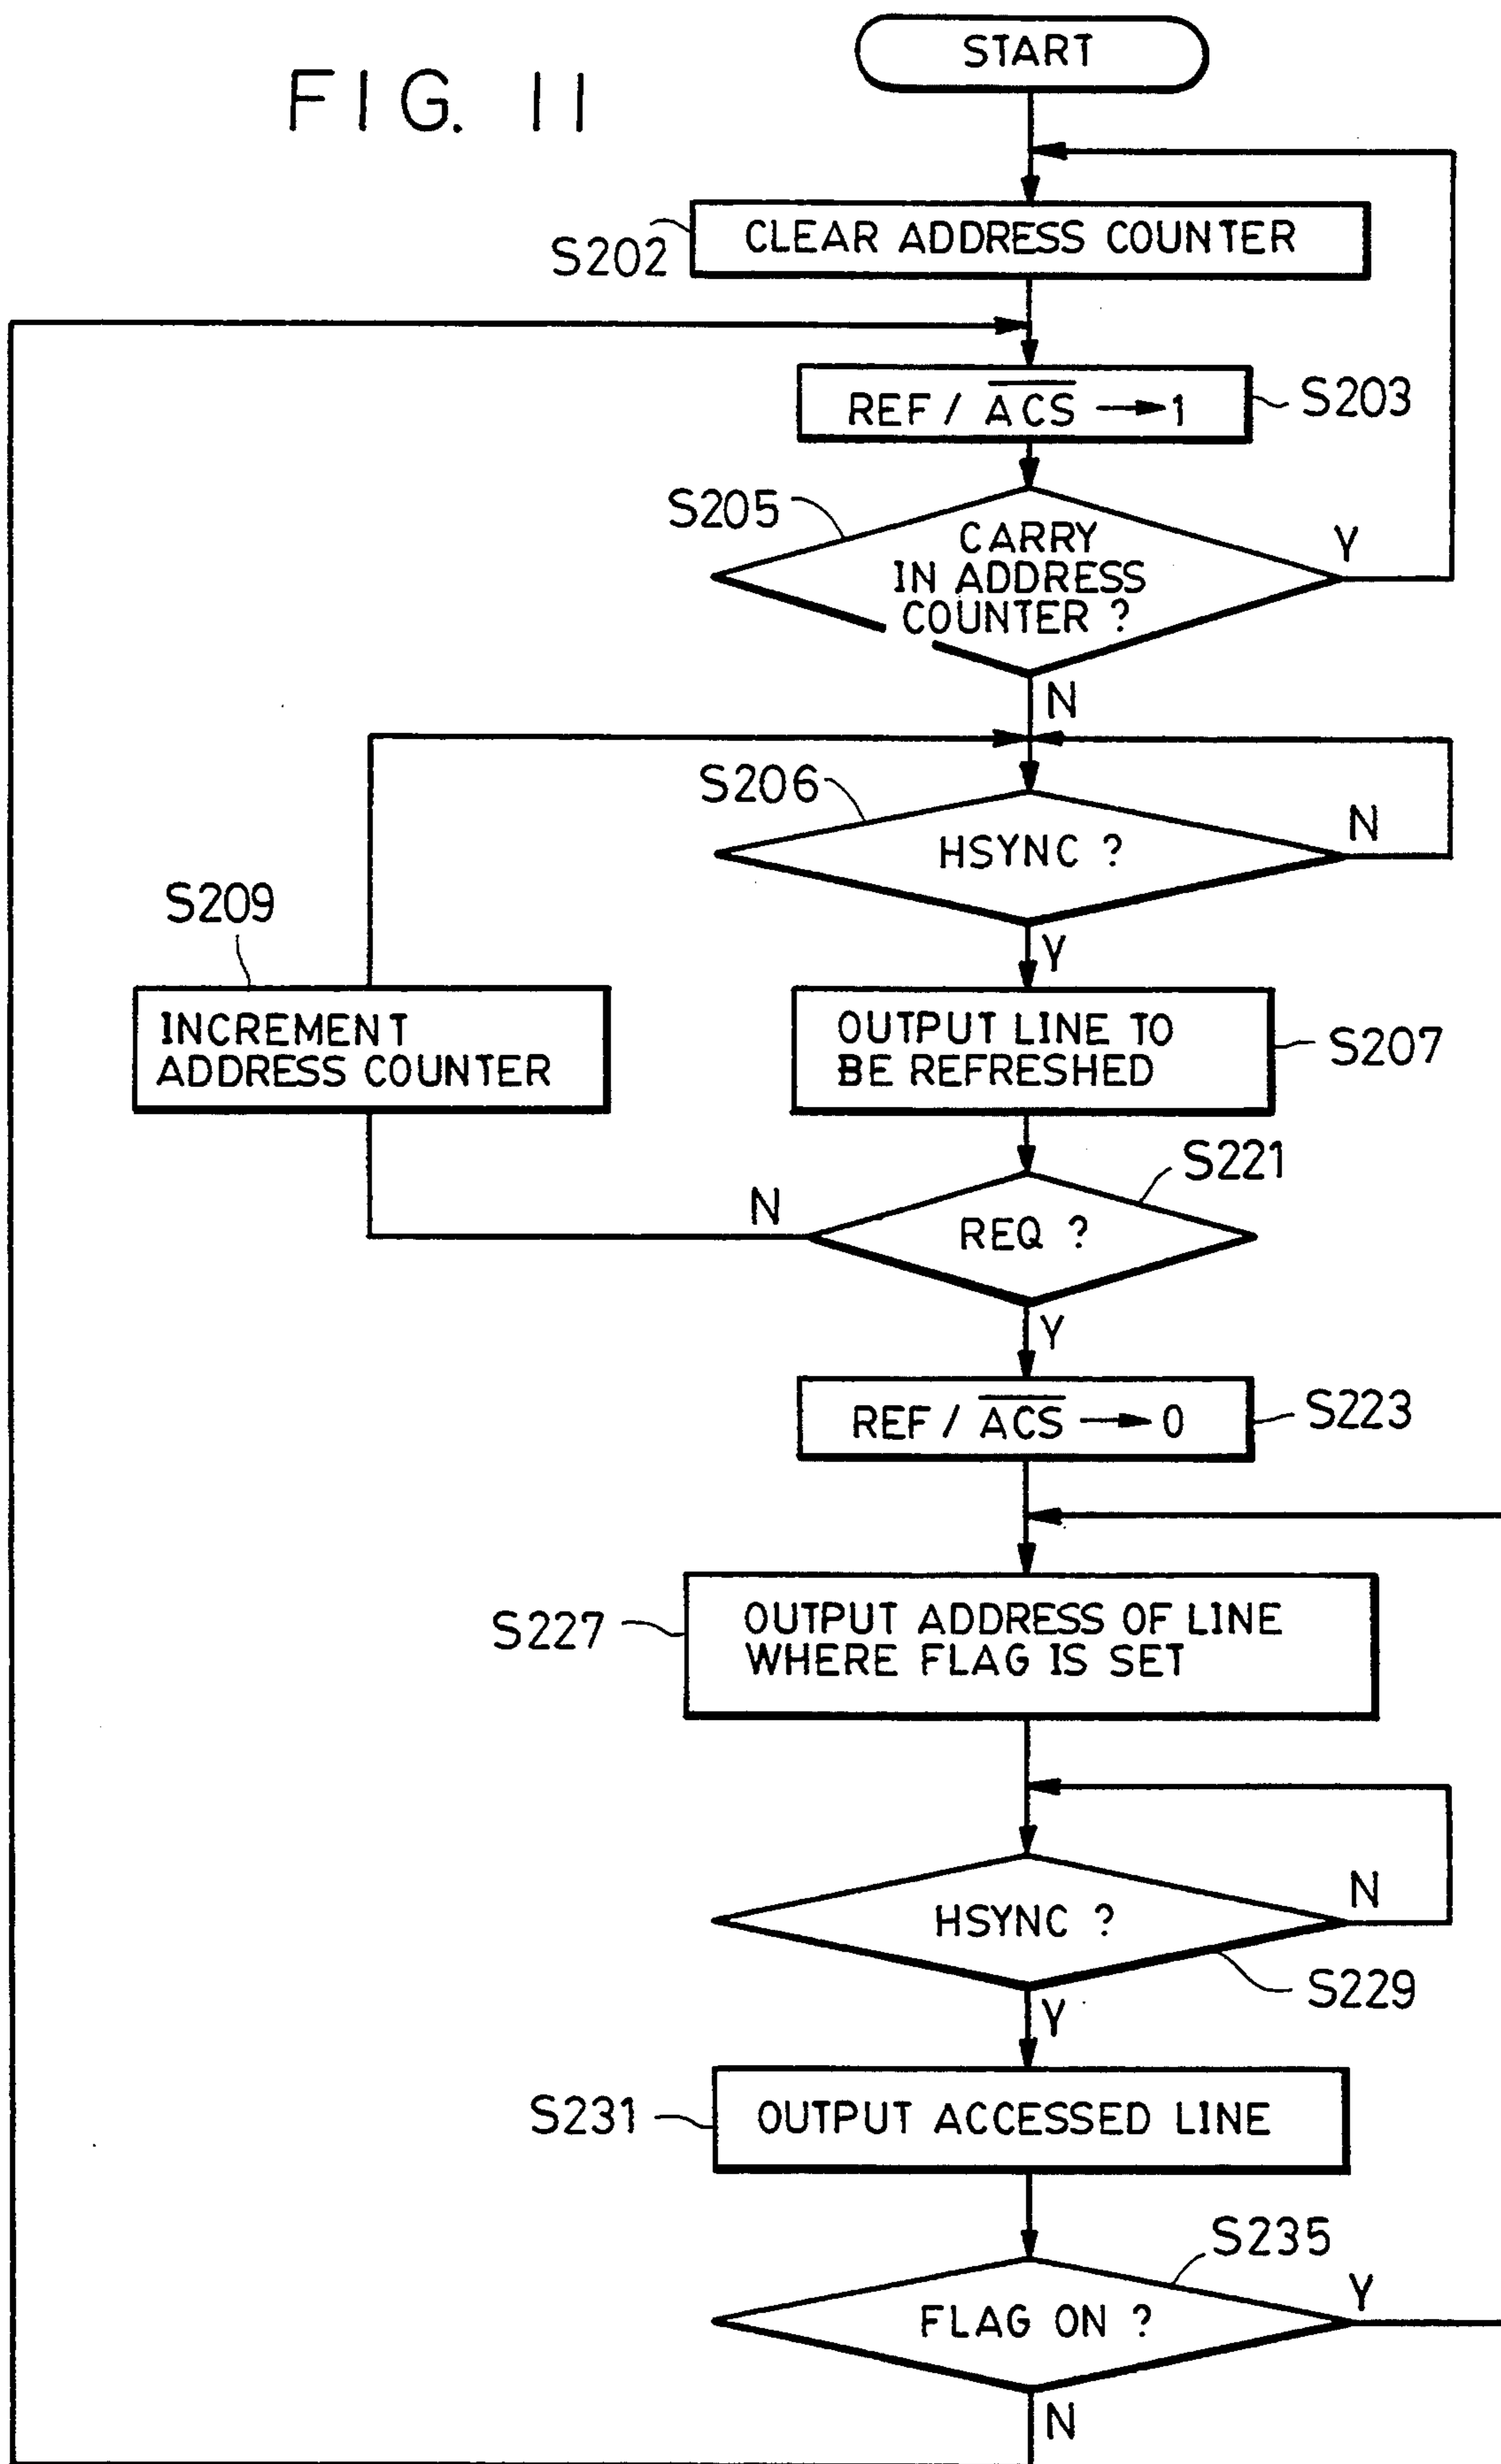 FIG. 11
START
S202
CLEAR ADDRESS COUNTER
REF / A̅C̅S̅ → 1
S203
S205
CARRY
IN ADDRESS
COUNTER ?
Y
N
S206
HSYNC ?
N
Y
S209
INCREMENT
ADDRESS COUNTER
OUTPUT LINE TO
BE REFRESHED
S207
S221
REQ ?
N
Y
REF / A̅C̅S̅ → 0
S223
S227
OUTPUT ADDRESS OF LINE
WHERE FLAG IS SET
HSYNC ?
N
S229
Y
S231
OUTPUT ACCESSED LINE
S235
FLAG ON ?
Y
N